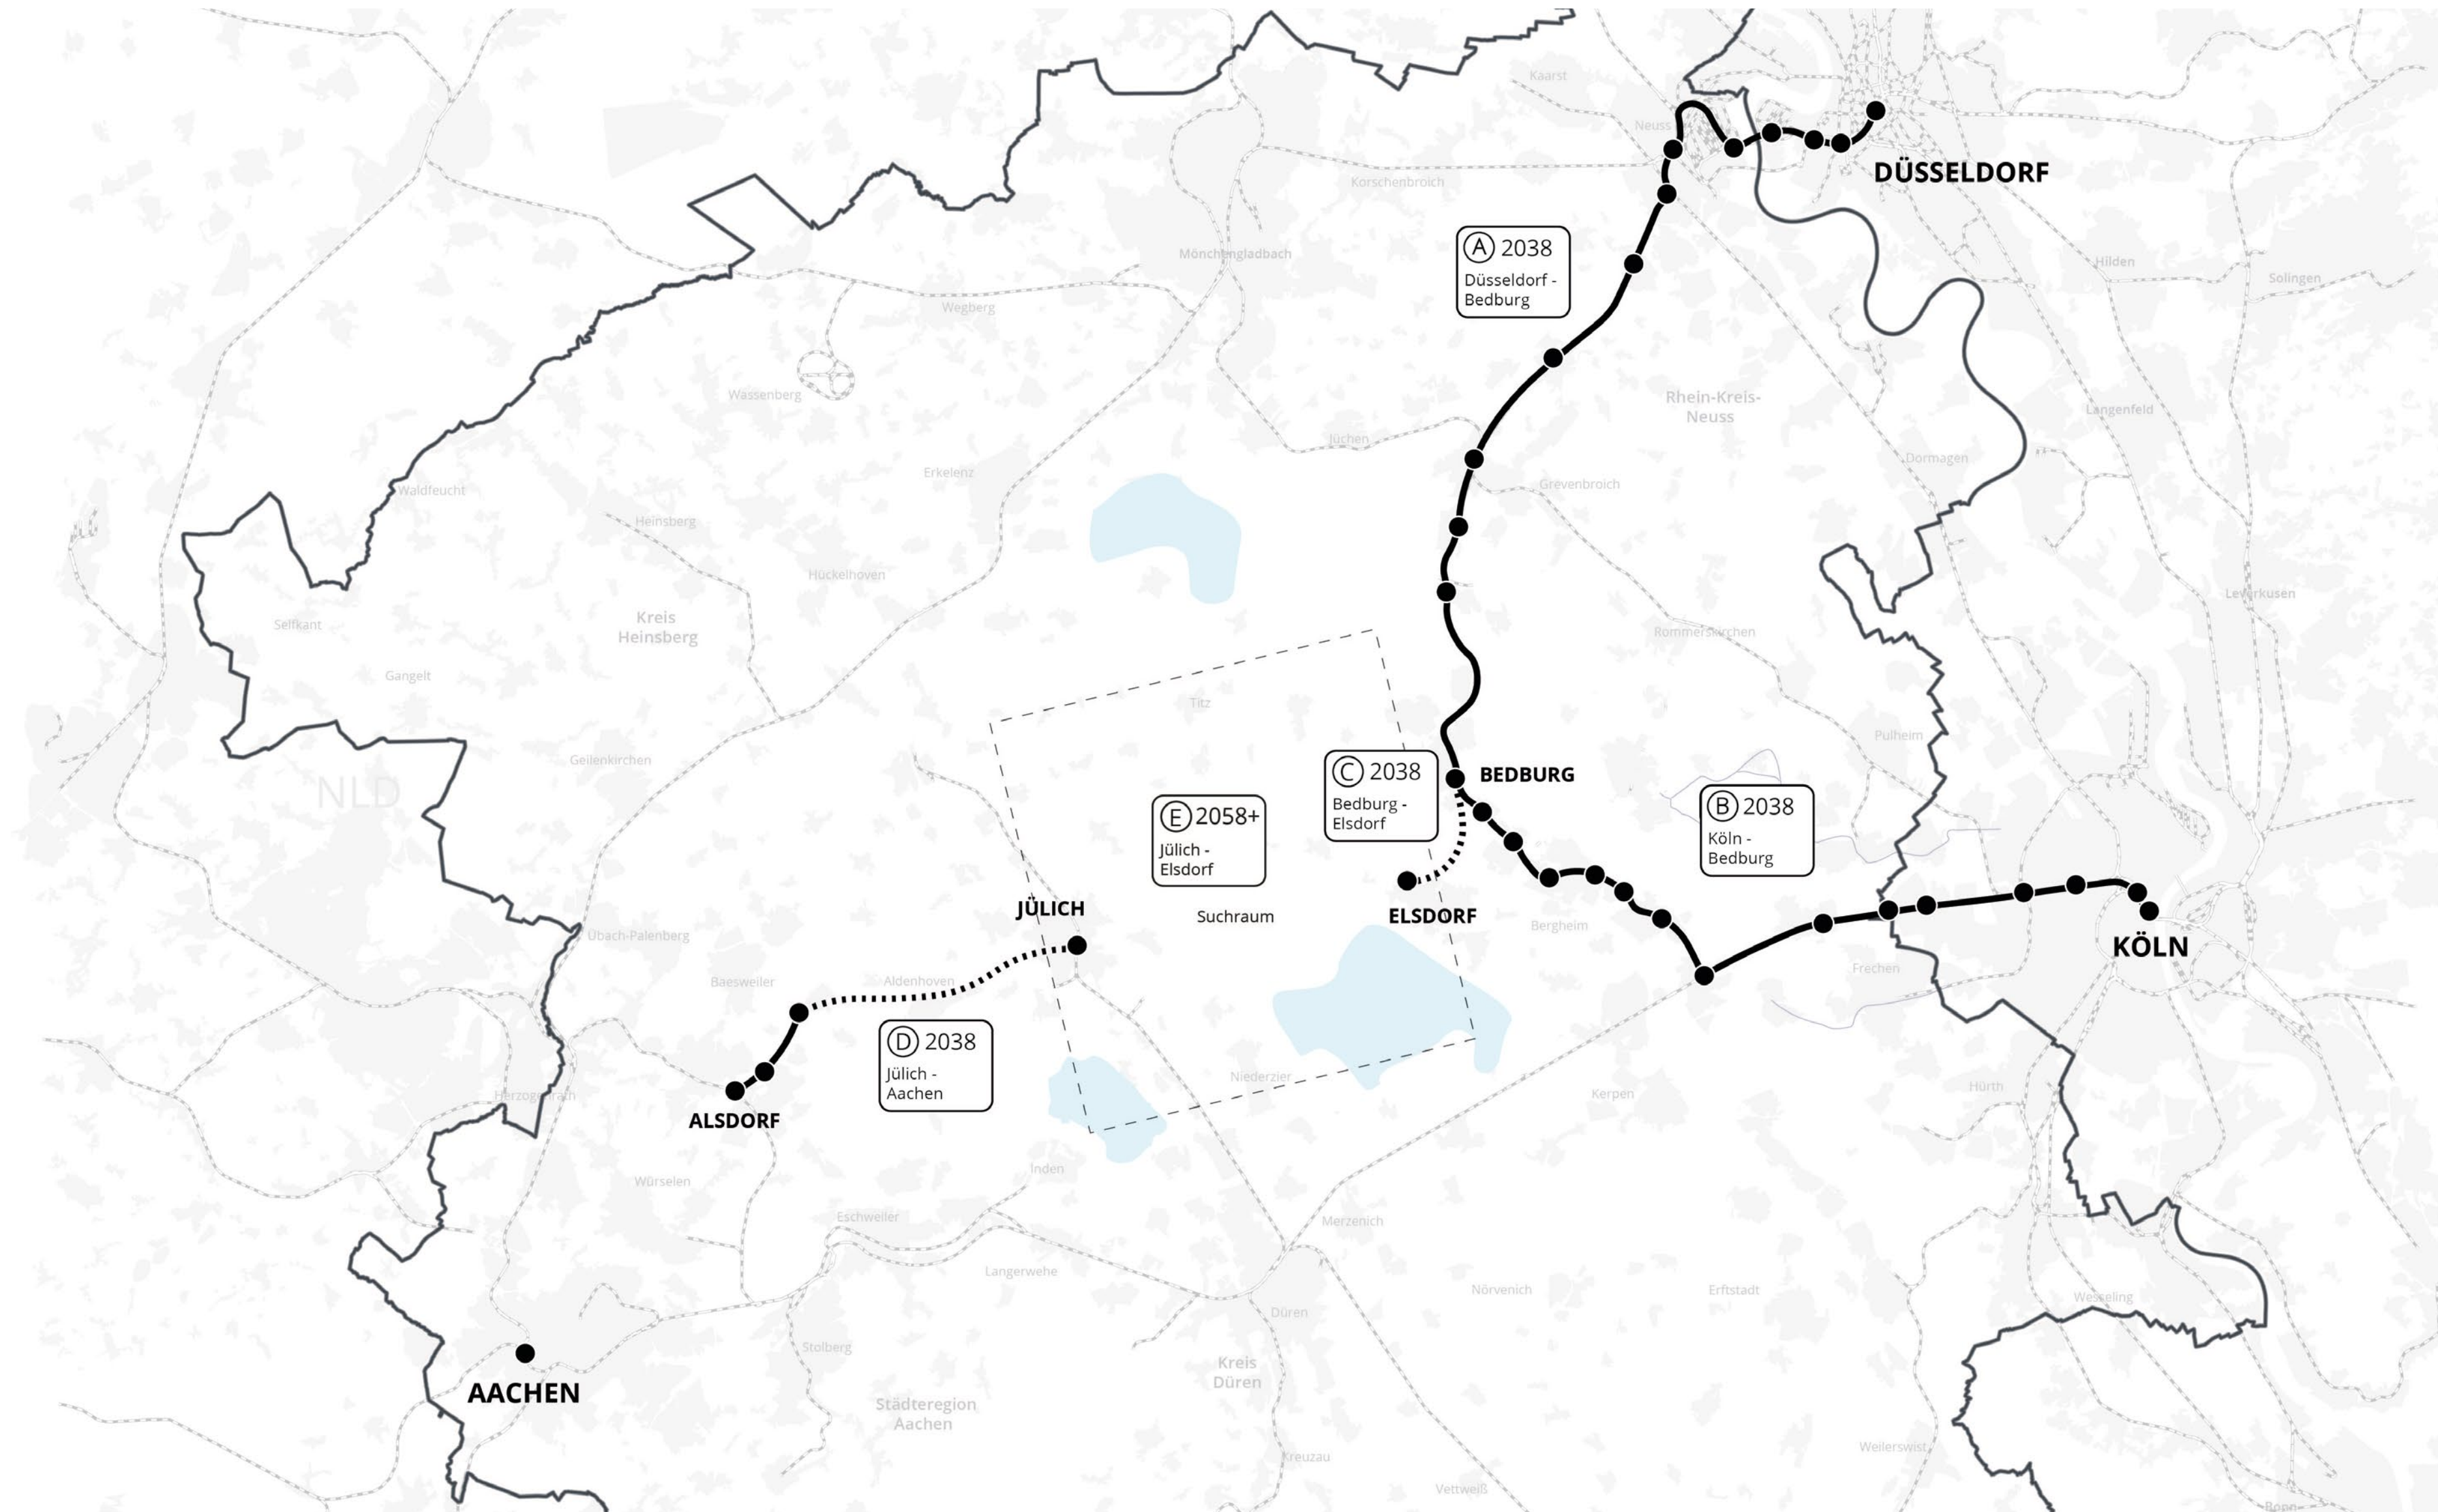 Kaarst
Neuss
DÜSSELDORF
Korschenbroich
Mönchengladbach
A 2038
Düsseldorf -
Bedburg
Hilden
Solingen
Wegberg
Wassenberg
Rhein-Kreis-
Neuss
Langenfeld
Jüchen
Dormagen
Erkelenz
Grevenbroich
Waldfeucht
Heinsberg
Hückelhoven
Leverkusen
Selfkant
Kreis
Heinsberg
Rommerskirchen
Gangelt
Titz
Pulheim
Geilenkirchen
NLD
C 2038
Bedburg -
Elsdorf
BEDBURG
E 2058+
Jülich -
Elsdorf
B 2038
Köln -
Bedburg
JÜLICH
Suchraum
ELSDORF
Bergheim
Übach-Palenberg
KÖLN
Frechen
Baesweiler
Aldenhoven
D 2038
Jülich -
Aachen
Niederzier
Kerpen
Hürth
Herzogenrath
ALSDORF
Inden
Würselen
Eschweiler
Merzenich
Langerwehe
Nörvenich
Erftstadt
Wesseling
Düren
Stolberg
Kreis
Düren
AACHEN
Städteregion
Aachen
Weilerswist
Kreuzau
Vettweiß
Bonn